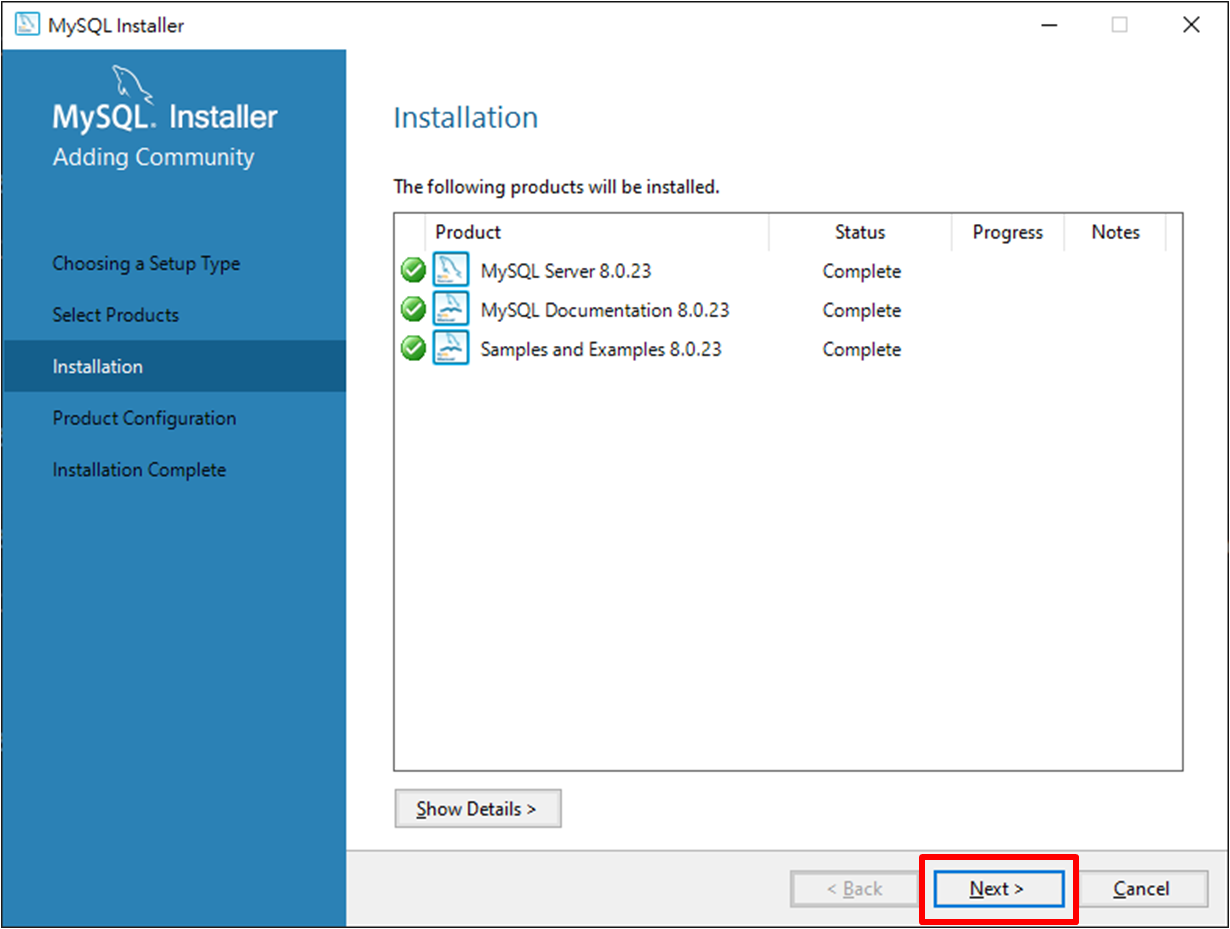 MySQL Installer
MySQL. Installer
Adding Community
Choosing a Setup Type
Select Products
Installation
Product Configuration
Installation Complete
Installation
The following products will be installed.
Product Status Progress Notes
MySQL Server 8.0.23 Complete
MySQL Documentation 8.0.23 Complete
Samples and Examples 8.0.23 Complete
Show Details >
< Back Next > Cancel